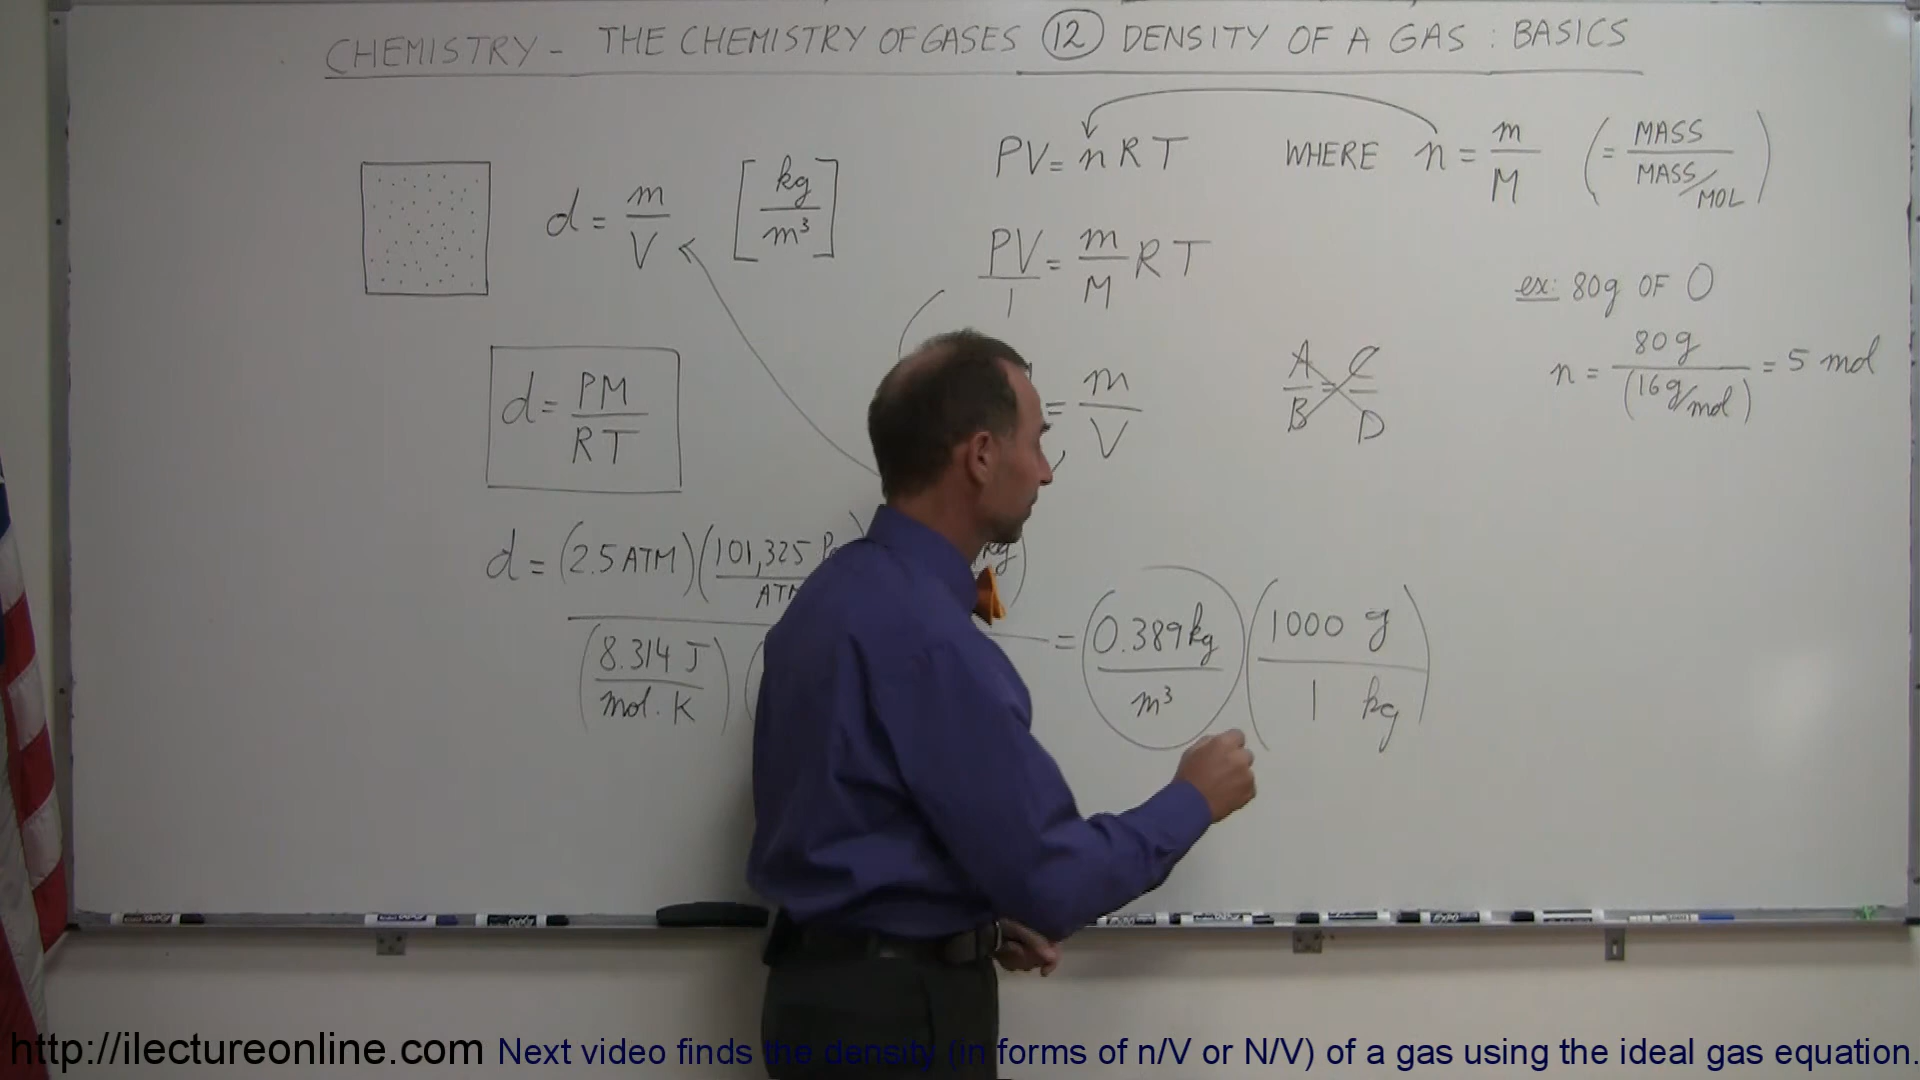 CHEMISTRY - THE CHEMISTRY OF GASES 12 DENSITY OF A GAS : BASICS
d = m/V [kg/m³]
PV = nRT WHERE n = m/M (= MASS/MASS/MOL)
PV/1 = m/M RT
ex: 80g OF O
n = 80g/(16g/mol) = 5 mol
= m/V
A/B = C/D
d = PM/RT
d = (2.5 ATM)(101,325
ATM
kg)
(8.314 J/mol·K)
= (0.389kg/m³)(1000 g/1 kg)
http://ilectureonline.com Next video finds the density (in forms of n/V or N/V) of a gas using the ideal gas equation.